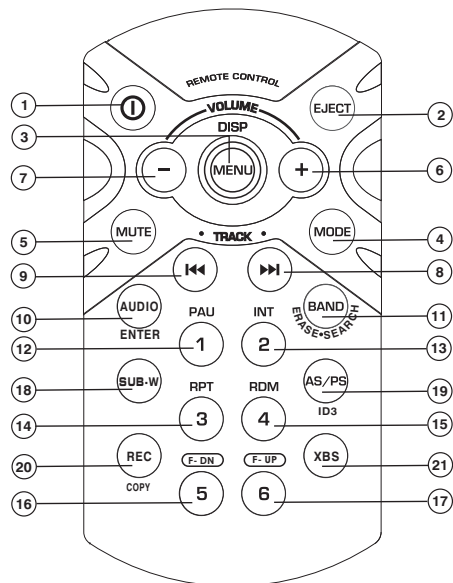 REMOTE CONTROL
1
VOLUME
EJECT
2
3
DISP
7
–
MENU
+
6
5
MUTE
MODE
4
• TRACK •
9
8
10
AUDIO
ENTER
BAND
ERASE•SEARCH
11
PAU
INT
12
1
2
13
18
SUB-W
AS/PS
ID3
19
RPT
RDM
14
3
4
15
20
REC
COPY
F- DN
F- UP
XBS
21
16
5
6
17